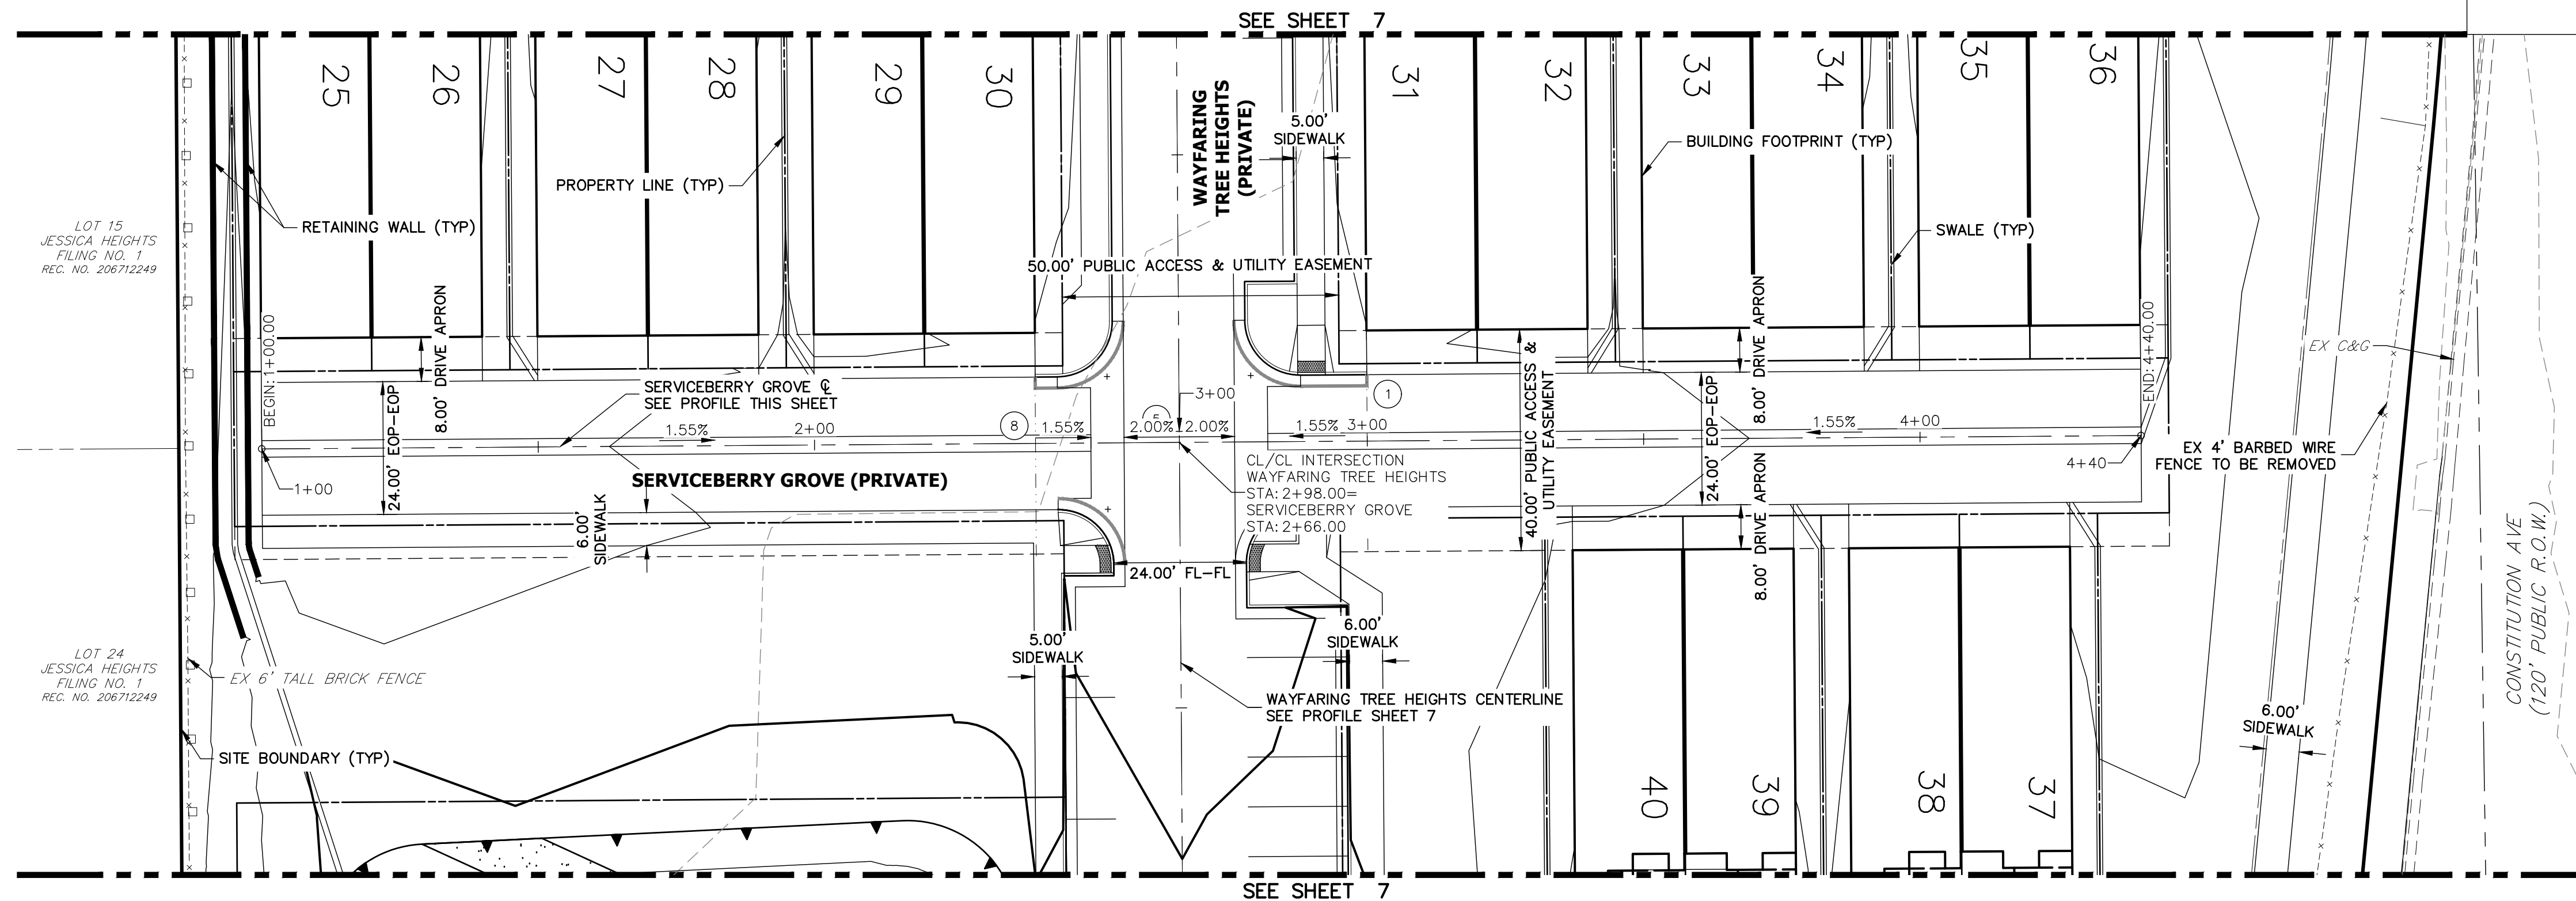 SEE SHEET 7
25
26
27
28
29
30
31
32
33
34
35
36
WAYFARING
TREE HEIGHTS
(PRIVATE)
5.00'
SIDEWALK
BUILDING FOOTPRINT (TYP)
PROPERTY LINE (TYP)
RETAINING WALL (TYP)
SWALE (TYP)
LOT 15
JESSICA HEIGHTS
FILING NO. 1
REC. NO. 206712249
50.00' PUBLIC ACCESS & UTILITY EASEMENT
BEGIN: 1+00.00
8.00' DRIVE APRON
24.00' EOP-EOP
SERVICEBERRY GROVE ℄
SEE PROFILE THIS SHEET
3+00
1
8
5
1.55%
2+00
1.55%
2.00%
2.00%
1.55%
3+00
1.55%
4+00
40.00' PUBLIC ACCESS &
UTILITY EASEMENT
8.00' DRIVE APRON
24.00' EOP-EOP
8.00' DRIVE APRON
END: 4+40.00
EX C&G
EX 4' BARBED WIRE
FENCE TO BE REMOVED
4+40
1+00
SERVICEBERRY GROVE (PRIVATE)
6.00'
SIDEWALK
CL/CL INTERSECTION
WAYFARING TREE HEIGHTS
STA: 2+98.00=
SERVICEBERRY GROVE
STA: 2+66.00
24.00' FL-FL
CONSTITUTION AVE
(120' PUBLIC R.O.W.)
5.00'
SIDEWALK
6.00'
SIDEWALK
LOT 24
JESSICA HEIGHTS
FILING NO. 1
REC. NO. 206712249
EX 6' TALL BRICK FENCE
WAYFARING TREE HEIGHTS CENTERLINE
SEE PROFILE SHEET 7
6.00'
SIDEWALK
SITE BOUNDARY (TYP)
40
39
38
37
SEE SHEET 7